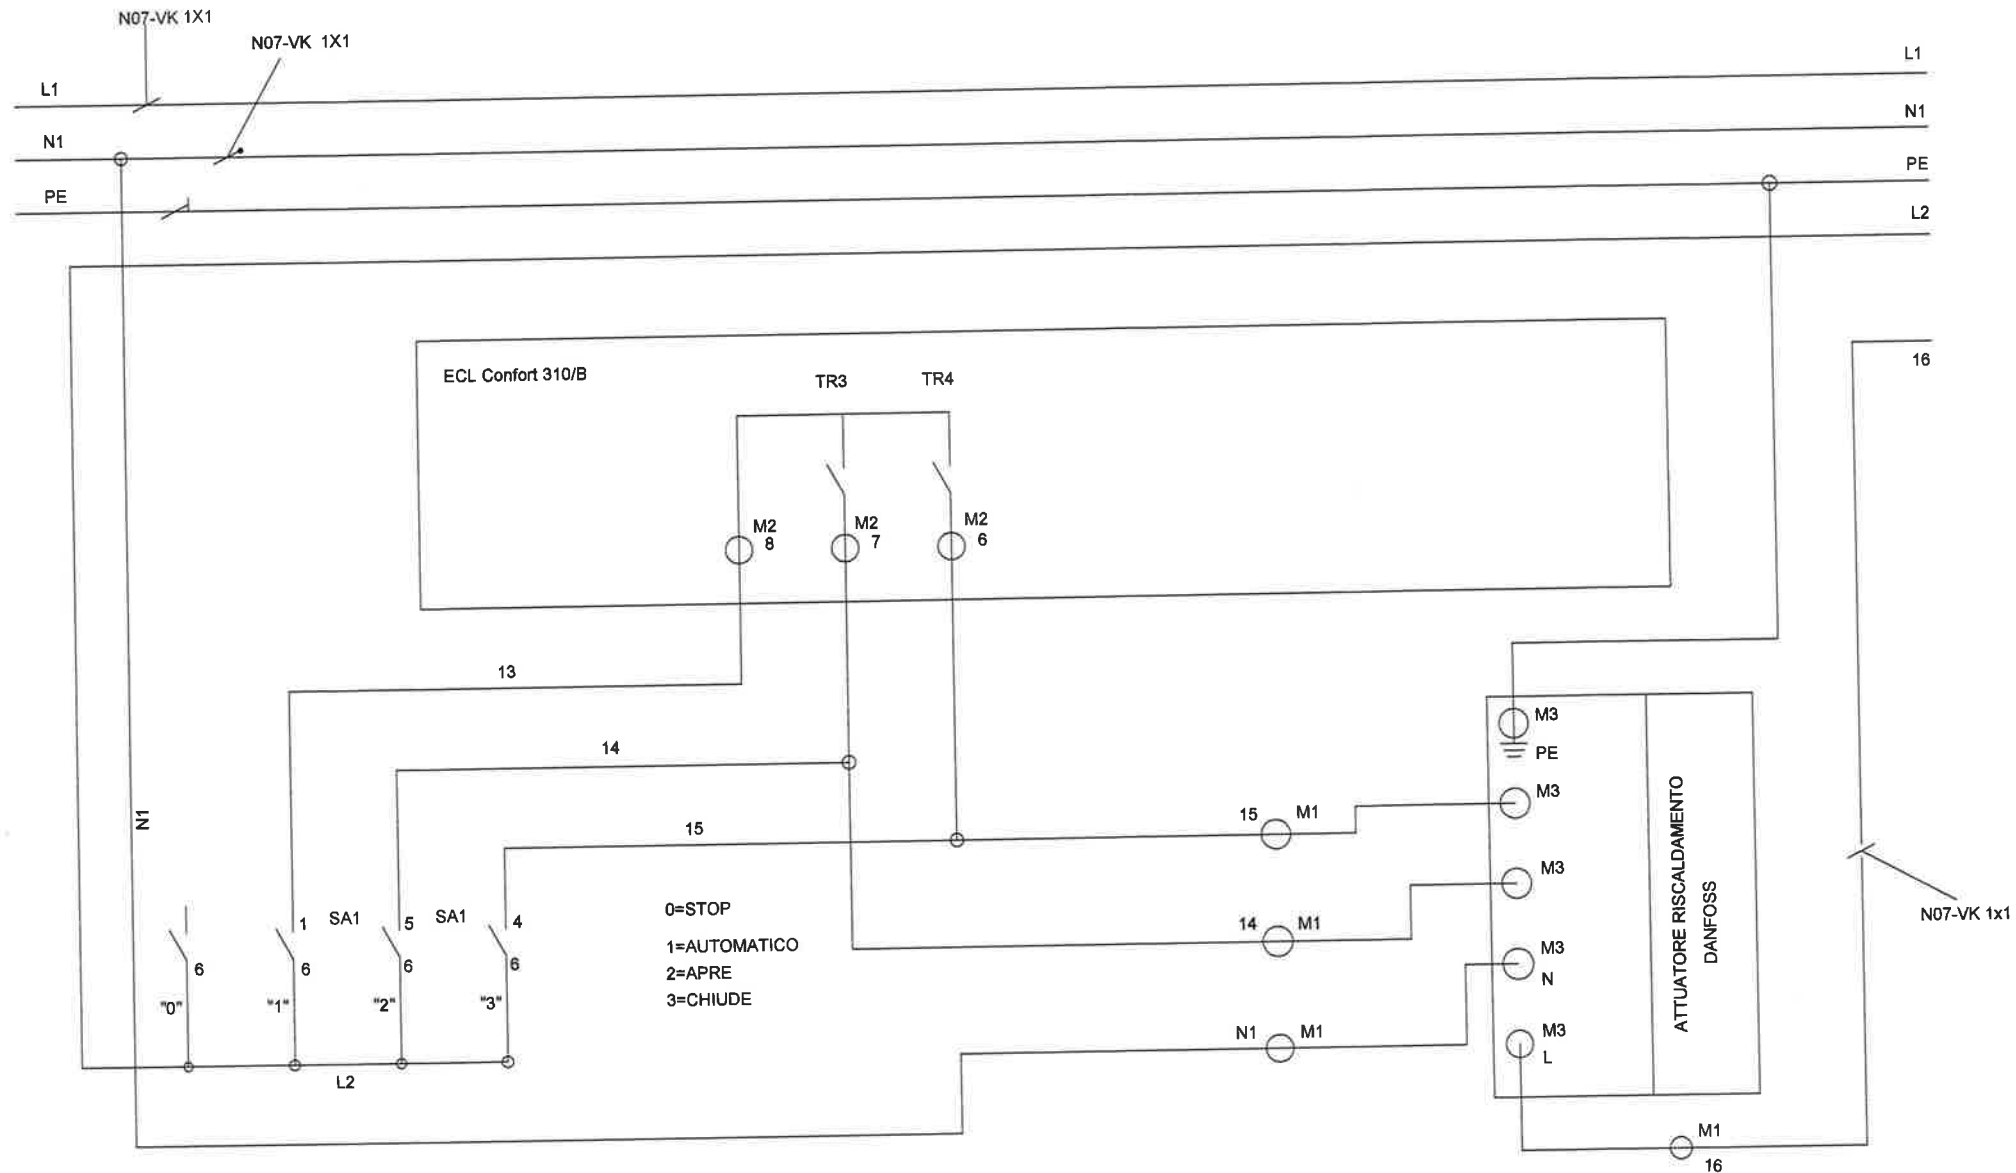 N07-VK 1X1
N07-VK 1X1
L1
L1
N1
N1
PE
PE
L2
ECL Confort 310/B
TR3
TR4
16
M2
8
M2
7
M2
6
13
M3
PE
14
M3
15
15
M1
N1
M3
ATTUATORE RISCALDAMENTO
DANFOSS
N07-VK 1x1
1
SA1
5
SA1
4
0=STOP
14
M1
6
6
6
6
1=AUTOMATICO
2=APRE
3=CHIUDE
M3
N
"0"
"1"
"2"
"3"
N1
M1
M3
L
L2
M1
16